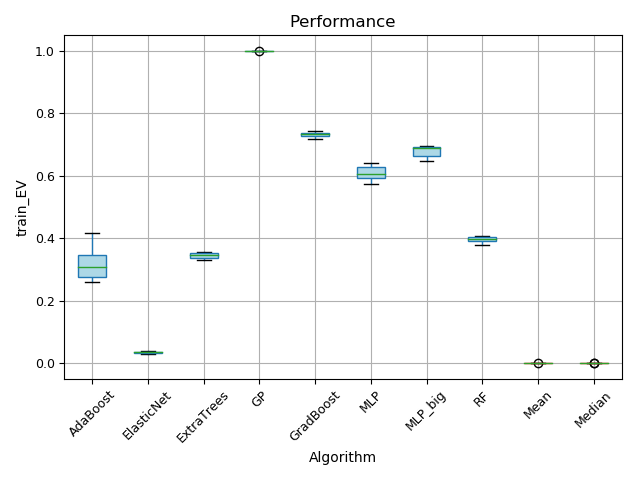 Performance
train_EV
1.0
0.8
0.6
0.4
0.2
0.0
AdaBoost
ElasticNet
ExtraTrees
GP
GradBoost
MLP
MLP_big
RF
Mean
Median
Algorithm